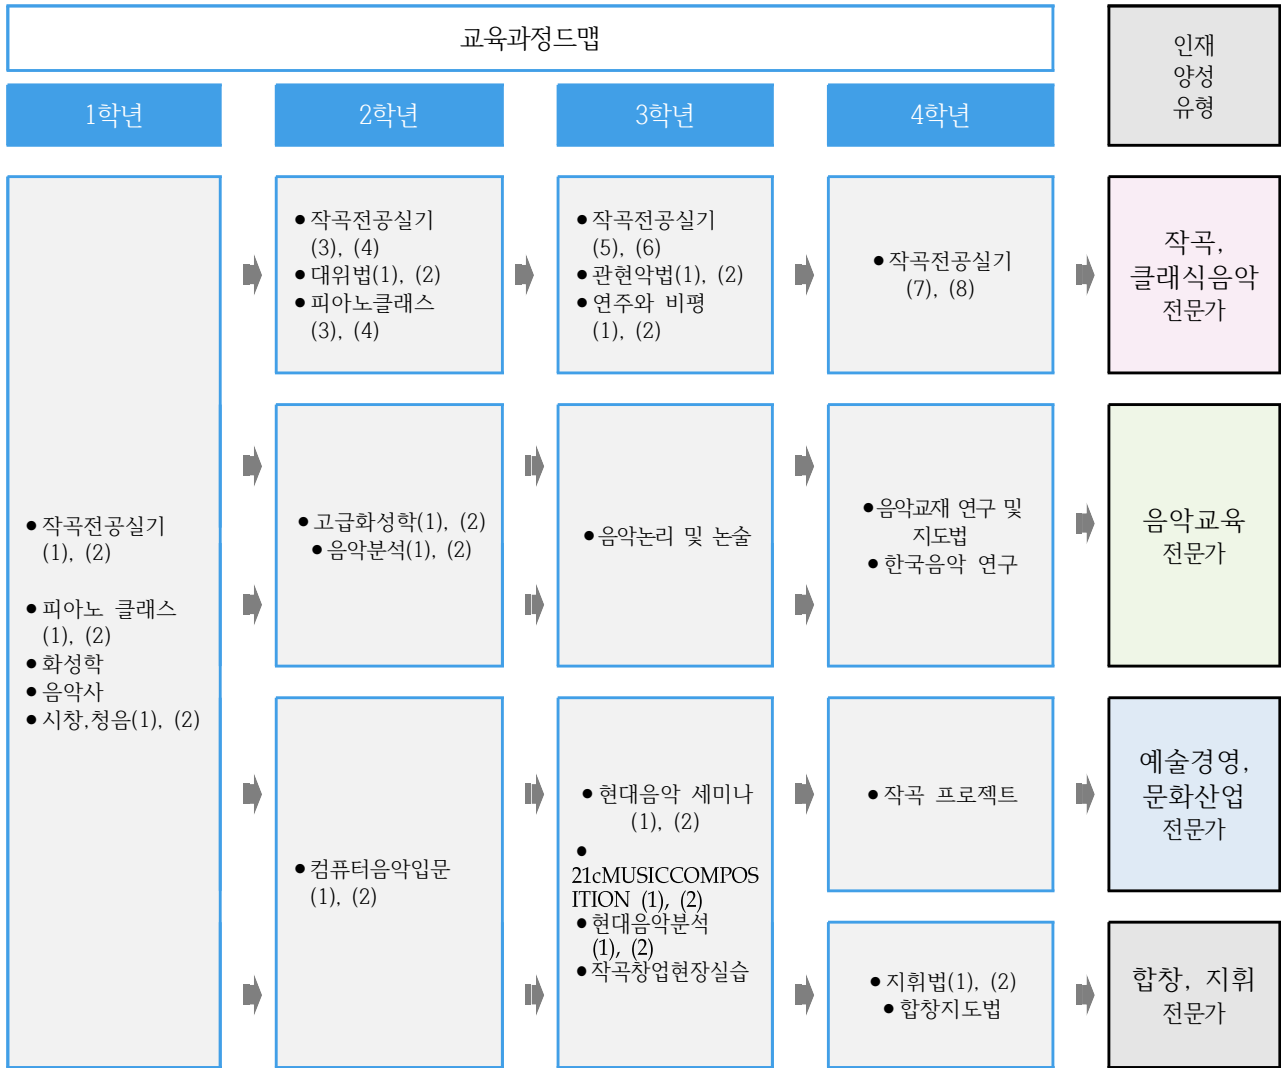 교육과정드맵
인재
양성
유형
1학년
2학년
3학년
4학년
● 작곡전공실기
(1), (2)
● 피아노 클래스
(1), (2)
● 화성학
● 음악사
● 시창,청음(1), (2)
● 작곡전공실기
(3), (4)
● 대위법(1), (2)
● 피아노클래스
(3), (4)
● 작곡전공실기
(5), (6)
● 관현악법(1), (2)
● 연주와 비평
(1), (2)
● 작곡전공실기
(7), (8)
작곡,
클래식음악
전문가
● 고급화성학(1), (2)
● 음악분석(1), (2)
● 음악논리 및 논술
● 음악교재 연구 및
지도법
● 한국음악 연구
음악교육
전문가
● 컴퓨터음악입문
(1), (2)
● 현대음악 세미나
(1), (2)
●
21cMUSICCOMPOS
ITION (1), (2)
● 현대음악분석
(1), (2)
● 작곡창업현장실습
● 작곡 프로젝트
예술경영,
문화산업
전문가
● 지휘법(1), (2)
● 합창지도법
합창, 지휘
전문가